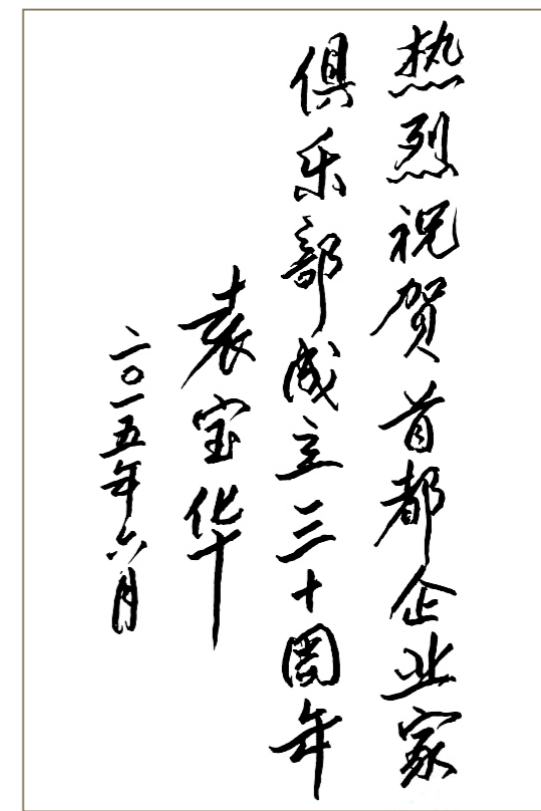 热烈祝贺首都企业家
俱乐部成立三十周年
袁宝华
二〇一五年六月